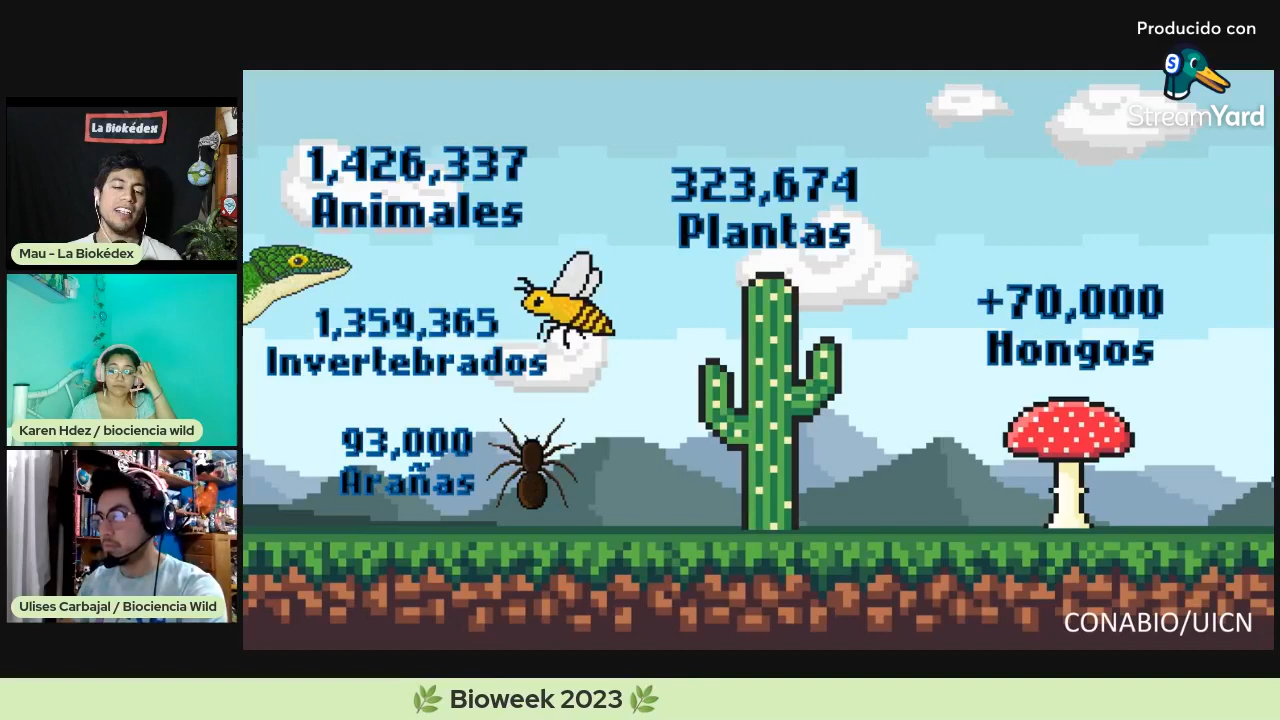 Producido con
StreamYard
La Biokédex
Mau - La Biokédex
Karen Hdez / biociencia wild
Ulises Carbajal / Biociencia Wild
1,426,337
Animales
323,674
Plantas
1,359,365
Invertebrados
+70,000
Hongos
93,000
Arañas
CONABIO/UICN
Bioweek 2023